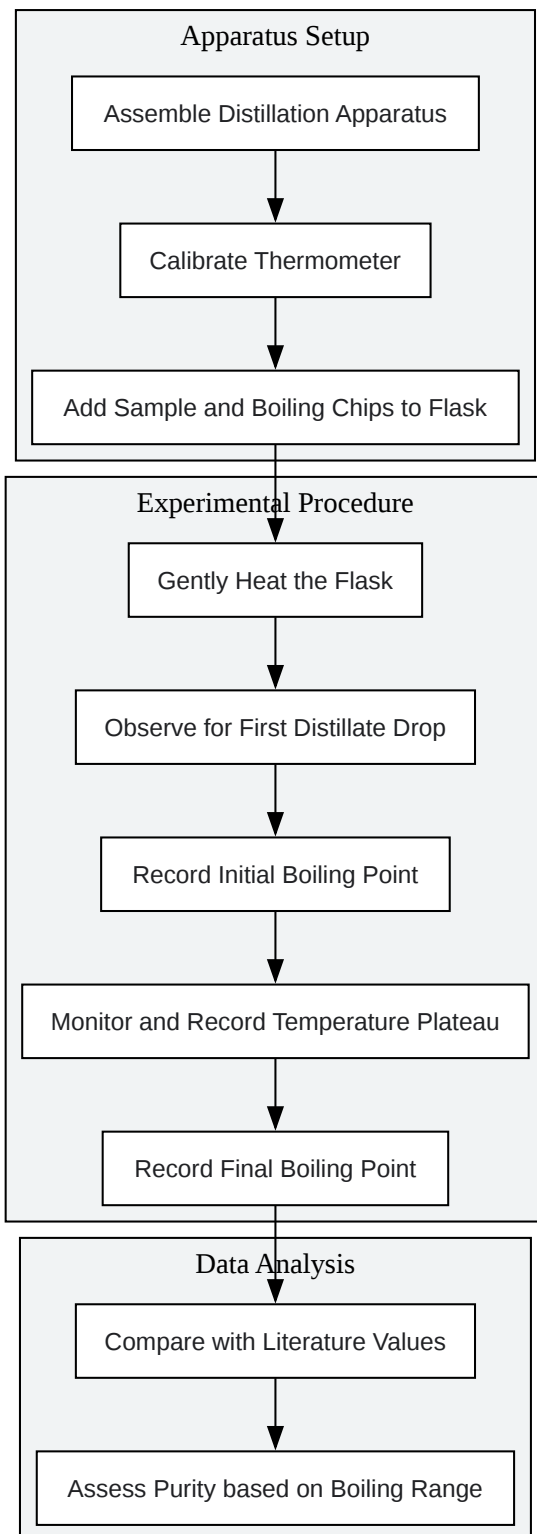 Apparatus Setup
Assemble Distillation Apparatus
Calibrate Thermometer
Add Sample and Boiling Chips to Flask
Experimental Procedure
Gently Heat the Flask
Observe for First Distillate Drop
Record Initial Boiling Point
Monitor and Record Temperature Plateau
Record Final Boiling Point
Data Analysis
Compare with Literature Values
Assess Purity based on Boiling Range